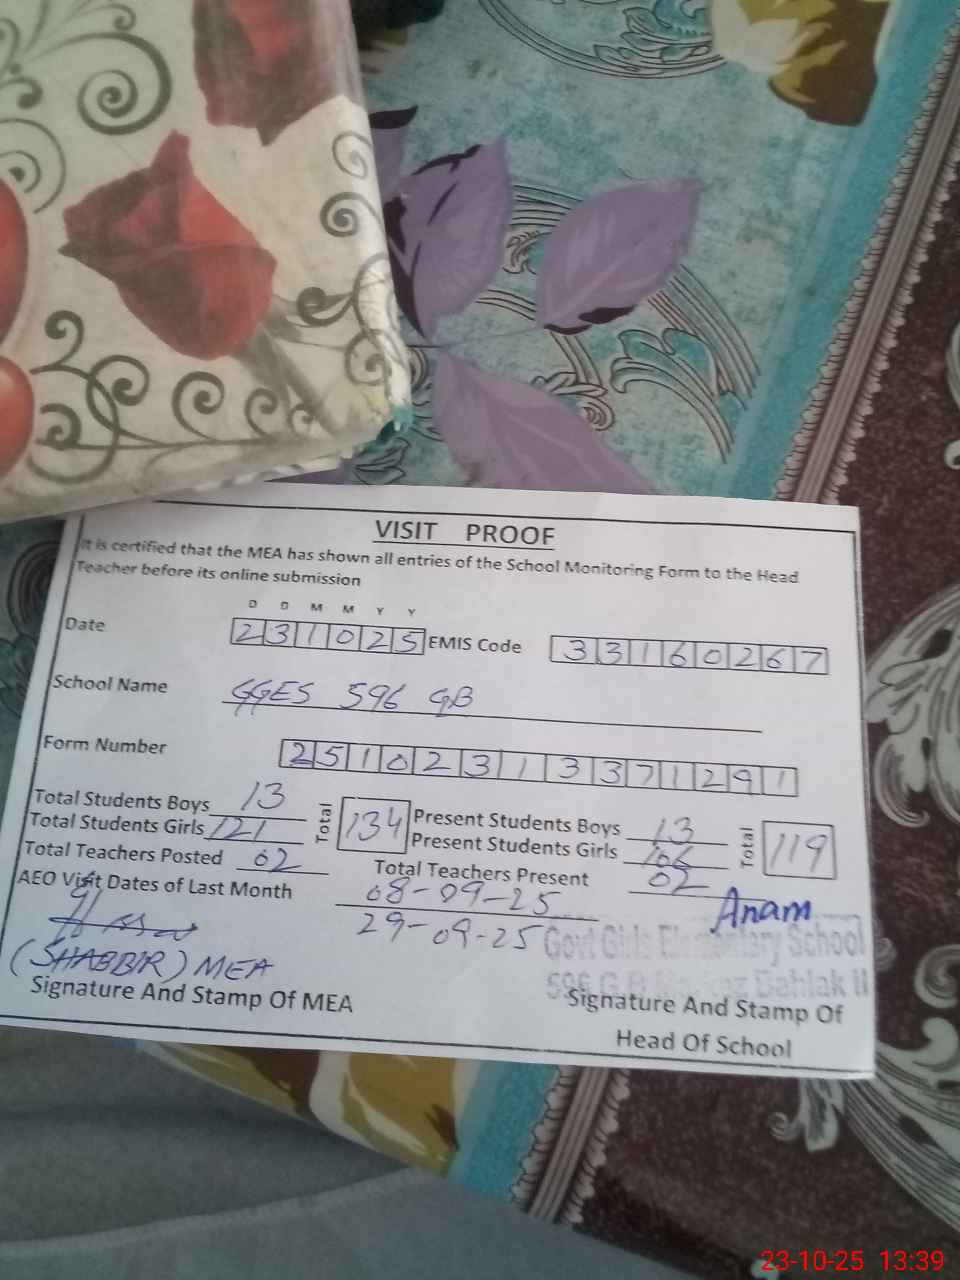 VISIT PROOF
It is certified that the MEA has shown all entries of the School Monitoring Form to the Head
Teacher before its online submission
D D M M Y Y
Date 231025 EMIS Code 33160267
School Name GGES 596 GB
Form Number 25102313371291
Total Students Boys 13 Total 134 Present Students Boys 13 Total 119
Total Students Girls 121 Present Students Girls 106
Total Teachers Posted 02 Total Teachers Present 02
AEO Visit Dates of Last Month 08-09-25
29-09-25
Anam
Govt Girls Elementary School
596 G.B Markaz Bahlak II
(SHABBIR) MEA
Signature And Stamp Of MEA
Signature And Stamp Of
Head Of School
23-10-25 13:39